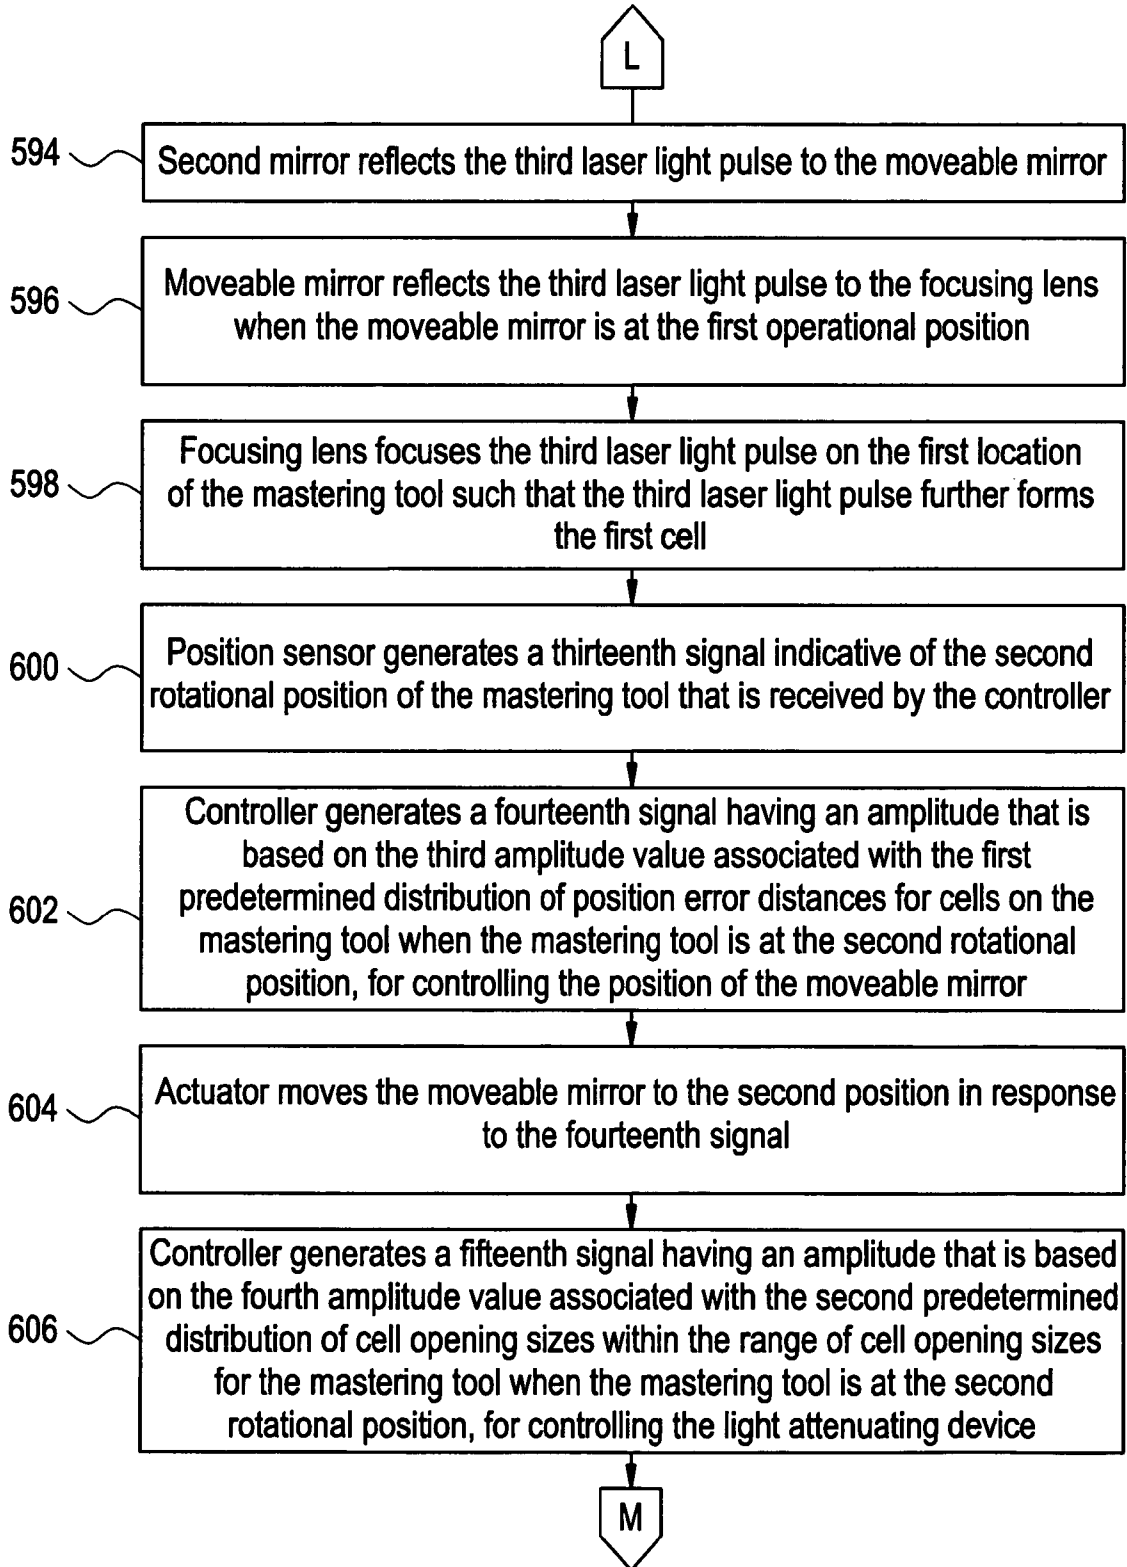 L
594
Second mirror reflects the third laser light pulse to the moveable mirror
596
Moveable mirror reflects the third laser light pulse to the focusing lens
when the moveable mirror is at the first operational position
598
Focusing lens focuses the third laser light pulse on the first location
of the mastering tool such that the third laser light pulse further forms
the first cell
600
Position sensor generates a thirteenth signal indicative of the second
rotational position of the mastering tool that is received by the controller
602
Controller generates a fourteenth signal having an amplitude that is
based on the third amplitude value associated with the first
predetermined distribution of position error distances for cells on the
mastering tool when the mastering tool is at the second rotational
position, for controlling the position of the moveable mirror
604
Actuator moves the moveable mirror to the second position in response
to the fourteenth signal
606
Controller generates a fifteenth signal having an amplitude that is based
on the fourth amplitude value associated with the second predetermined
distribution of cell opening sizes within the range of cell opening sizes
for the mastering tool when the mastering tool is at the second
rotational position, for controlling the light attenuating device
M